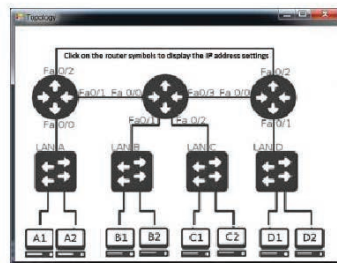 Topology
Click on the router symbols to display the IP address settings
Fa 0/2
Fa 0/2
Fa0/1 Fa 0/0
Fa0/3 Fa 0/0
Fa 0/0
Fa0/1
Fa 0/2
Fa 0/1
LAN A
LAN B
LAN C
LAN D
A1 A2 B1 B2 C1 C2 D1 D2